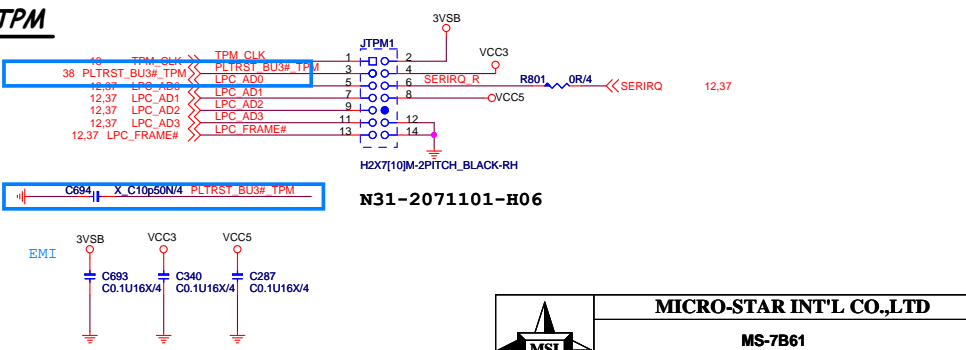 TPM
3VSB
JTPM1
VCC3
TPM_CLK TPM_CLK 1 2
38 PLTRST_BU3#_TPM PLTRST_BU3#_TPM 3 4
12,37 LPC_AD0 LPC_AD0 5 6 SERIRQ_R R801 0R/4 SERIRQ 12,37
12,37 LPC_AD1 LPC_AD1 7 8 VCC5
12,37 LPC_AD2 LPC_AD2 9
12,37 LPC_AD3 LPC_AD3 11 12
12,37 LPC_FRAME# LPC_FRAME# 13 14
H2X7[10]M-2PITCH_BLACK-RH
C694 X_C10p50N/4 PLTRST_BU3#_TPM
N31-2071101-H06
EMI
3VSB VCC3 VCC5
C693 C340 C287
C0.1U16X/4 C0.1U16X/4 C0.1U16X/4
MICRO-STAR INT'L CO.,LTD
MS-7B61
MSI